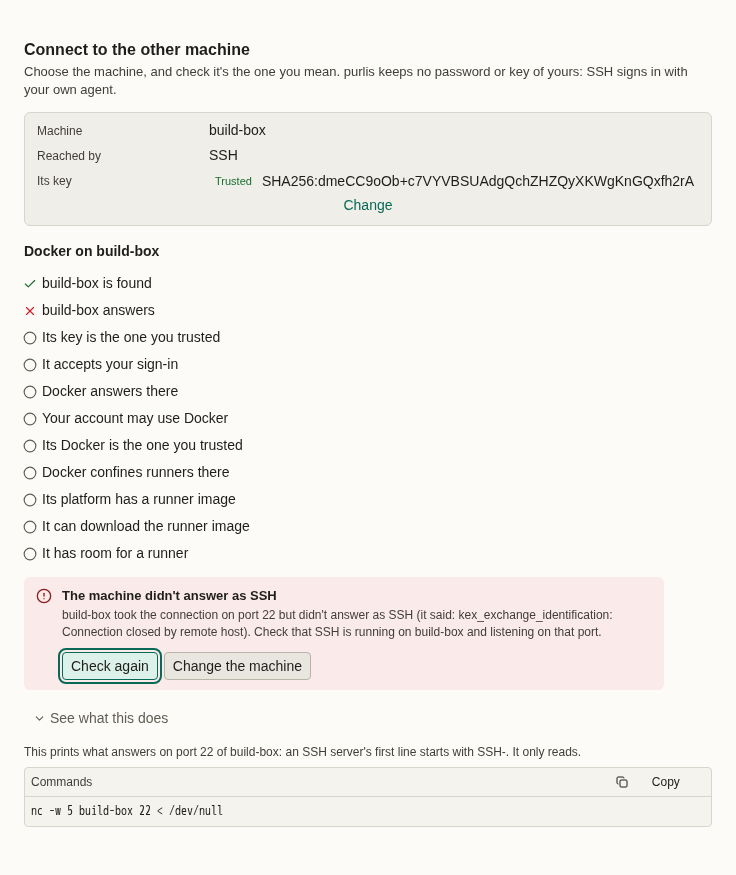 Connect to the other machine
Choose the machine, and check it's the one you mean. purlis keeps no password or key of yours: SSH signs in with
your own agent.
Machine build-box
Reached by SSH
Its key Trusted SHA256:dmeCC9oOb+c7VYVBSUAdgQchZHZQyXKWgKnGQxfh2rA
Change
Docker on build-box
build-box is found
build-box answers
Its key is the one you trusted
It accepts your sign-in
Docker answers there
Your account may use Docker
Its Docker is the one you trusted
Docker confines runners there
Its platform has a runner image
It can download the runner image
It has room for a runner
The machine didn't answer as SSH
build-box took the connection on port 22 but didn't answer as SSH (it said: kex_exchange_identification:
Connection closed by remote host). Check that SSH is running on build-box and listening on that port.
Check again Change the machine
See what this does
This prints what answers on port 22 of build-box: an SSH server's first line starts with SSH-. It only reads.
Commands Copy
nc -w 5 build-box 22 < /dev/null